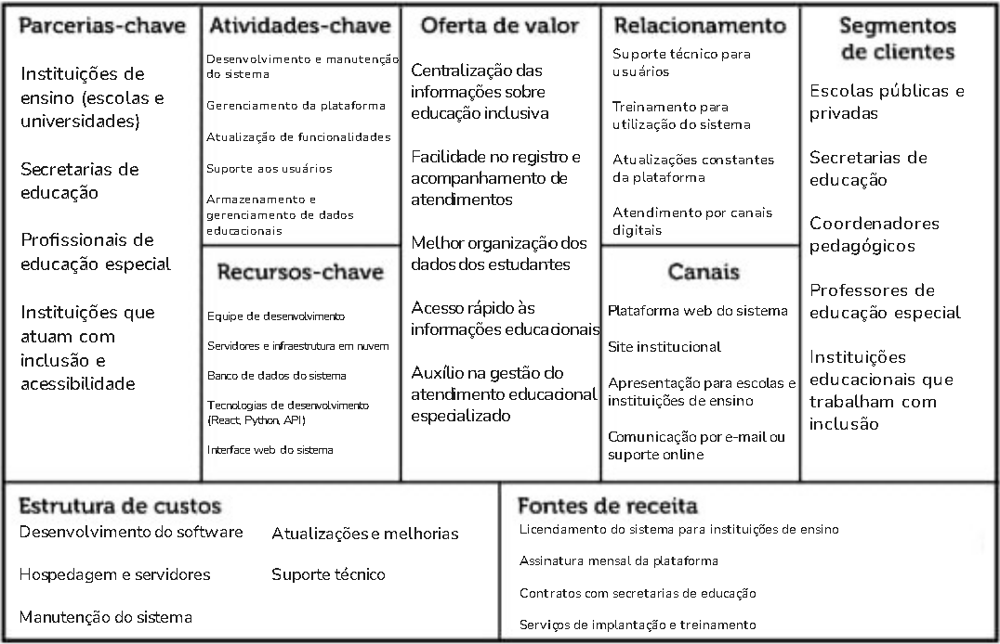 Parcerias-chave
Instituições de
ensino (escolas e
universidades)
Secretarias de
educação
Profissionais de
educação especial
Instituições que
atuam com
inclusão e
acessibilidade
Atividades-chave
Desenvolvimento e manutenção
do sistema
Gerenciamento da plataforma
Atualização de funcionalidades
Suporte aos usuários
Armazenamento e
gerenciamento de dados
educacionais
Recursos-chave
Equipe de desenvolvimento
Servidores e infraestrutura em nuvem
Banco de dados do sistema
Tecnologias de desenvolvimento
(React, Python, API)
Interface web do sistema
Oferta de valor
Centralização das
informações sobre
educação inclusiva
Facilidade no registro e
acompanhamento de
atendimentos
Melhor organização dos
dados dos estudantes
Acesso rápido às
informações educacionais
Auxílio na gestão do
atendimento educacional
especializado
Relacionamento
Suporte técnico para
usuários
Treinamento para
utilização do sistema
Atualizações constantes
da plataforma
Atendimento por canais
digitais
Canais
Plataforma web do sistema
Site institucional
Apresentação para escolas e
instituições de ensino
Comunicação por e-mail ou
suporte online
Segmentos
de clientes
Escolas públicas e
privadas
Secretarias de
educação
Coordenadores
pedagógicos
Professores de
educação especial
Instituições
educacionais que
trabalham com
inclusão
Estrutura de custos
Desenvolvimento do software
Hospedagem e servidores
Manutenção do sistema
Atualizações e melhorias
Suporte técnico
Fontes de receita
Licenciamento do sistema para instituições de ensino
Assinatura mensal da plataforma
Contratos com secretarias de educação
Serviços de implantação e treinamento